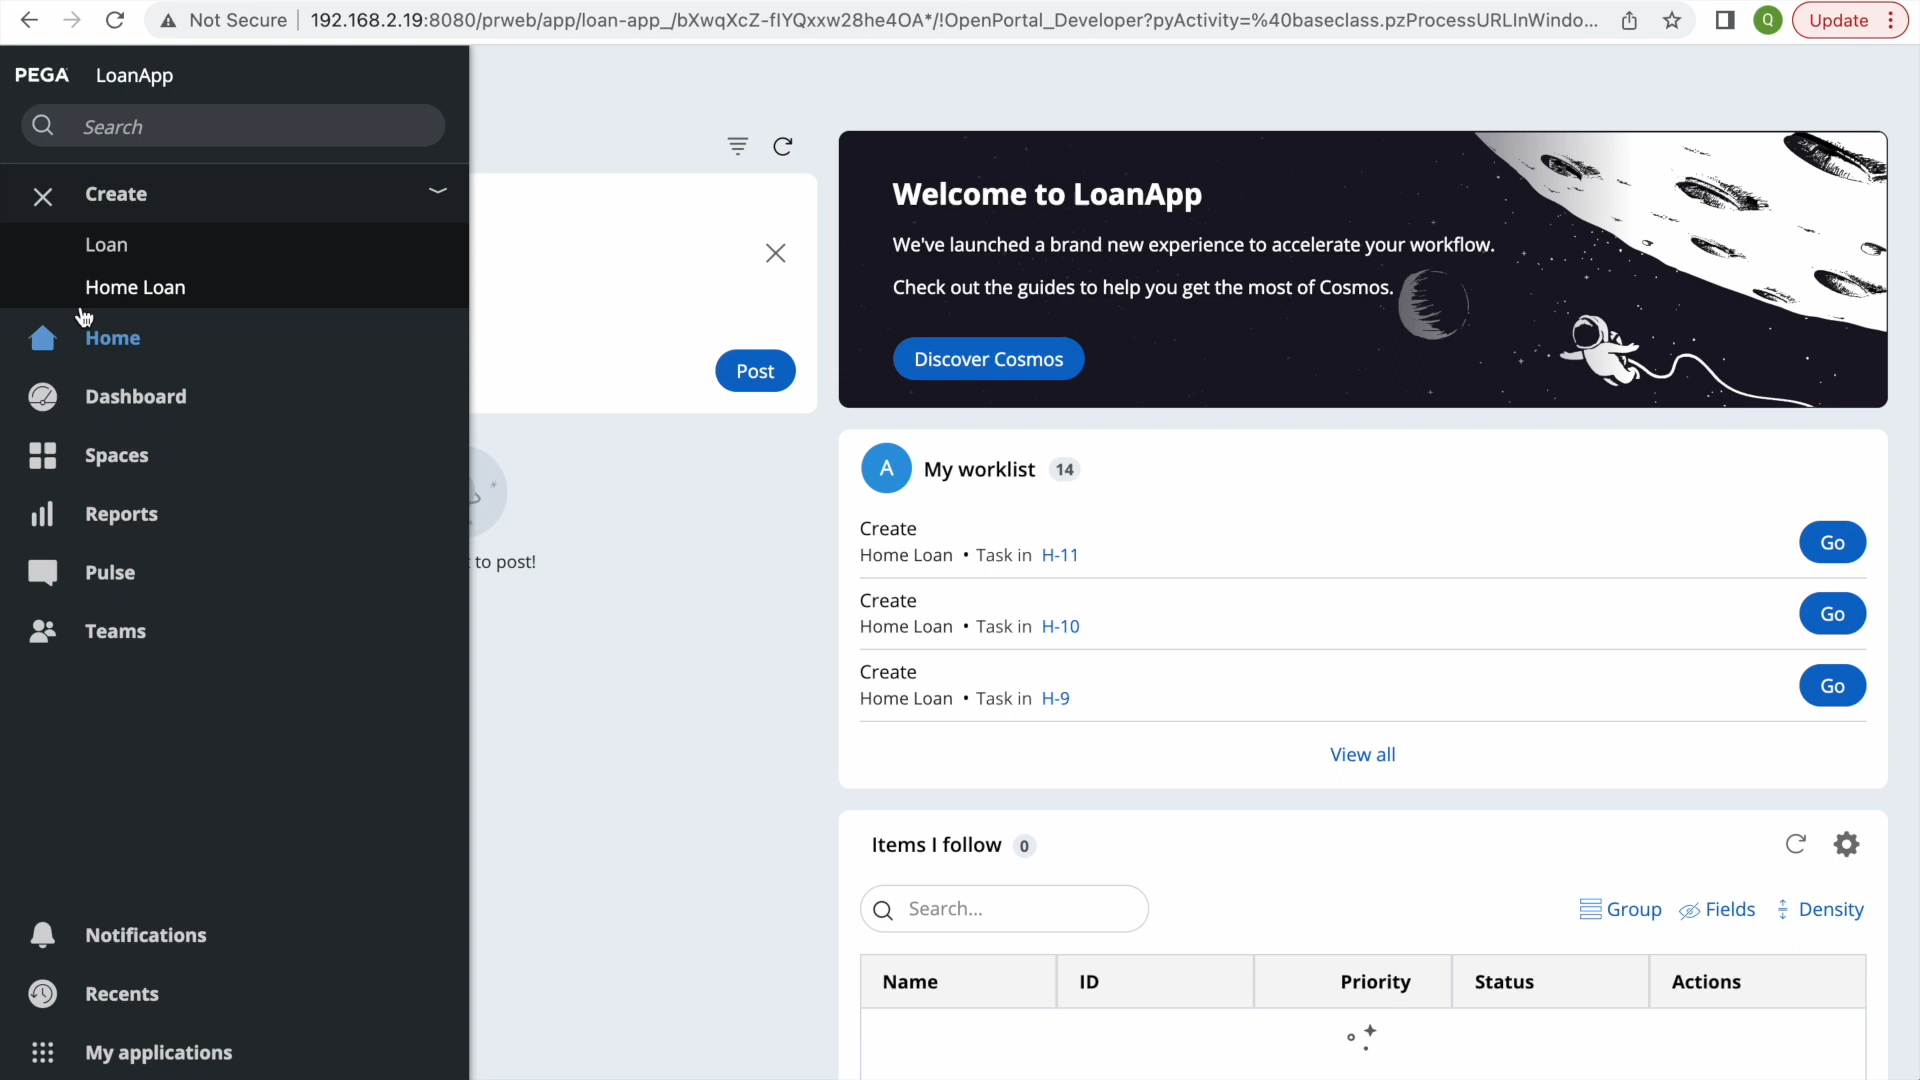 Not Secure
192.168.2.19:8080/prweb/app/loan-app_/bXwqXcZ-flYQxxw28he4OA*/!OpenPortal_Developer?pyActivity=%40baseclass.pzProcessURLInWindo...
Q
Update
PEGA LoanApp
Search
Create
Loan
Home Loan
Home
Dashboard
Spaces
Reports
Pulse
Teams
Notifications
Recents
My applications
Post
to post!
Welcome to LoanApp
We've launched a brand new experience to accelerate your workflow.
Check out the guides to help you get the most of Cosmos.
Discover Cosmos
A My worklist 14
Create
Home Loan • Task in H-11
Go
Create
Home Loan • Task in H-10
Go
Create
Home Loan • Task in H-9
Go
View all
Items I follow 0
Search...
Group Fields Density
Name ID Priority Status Actions